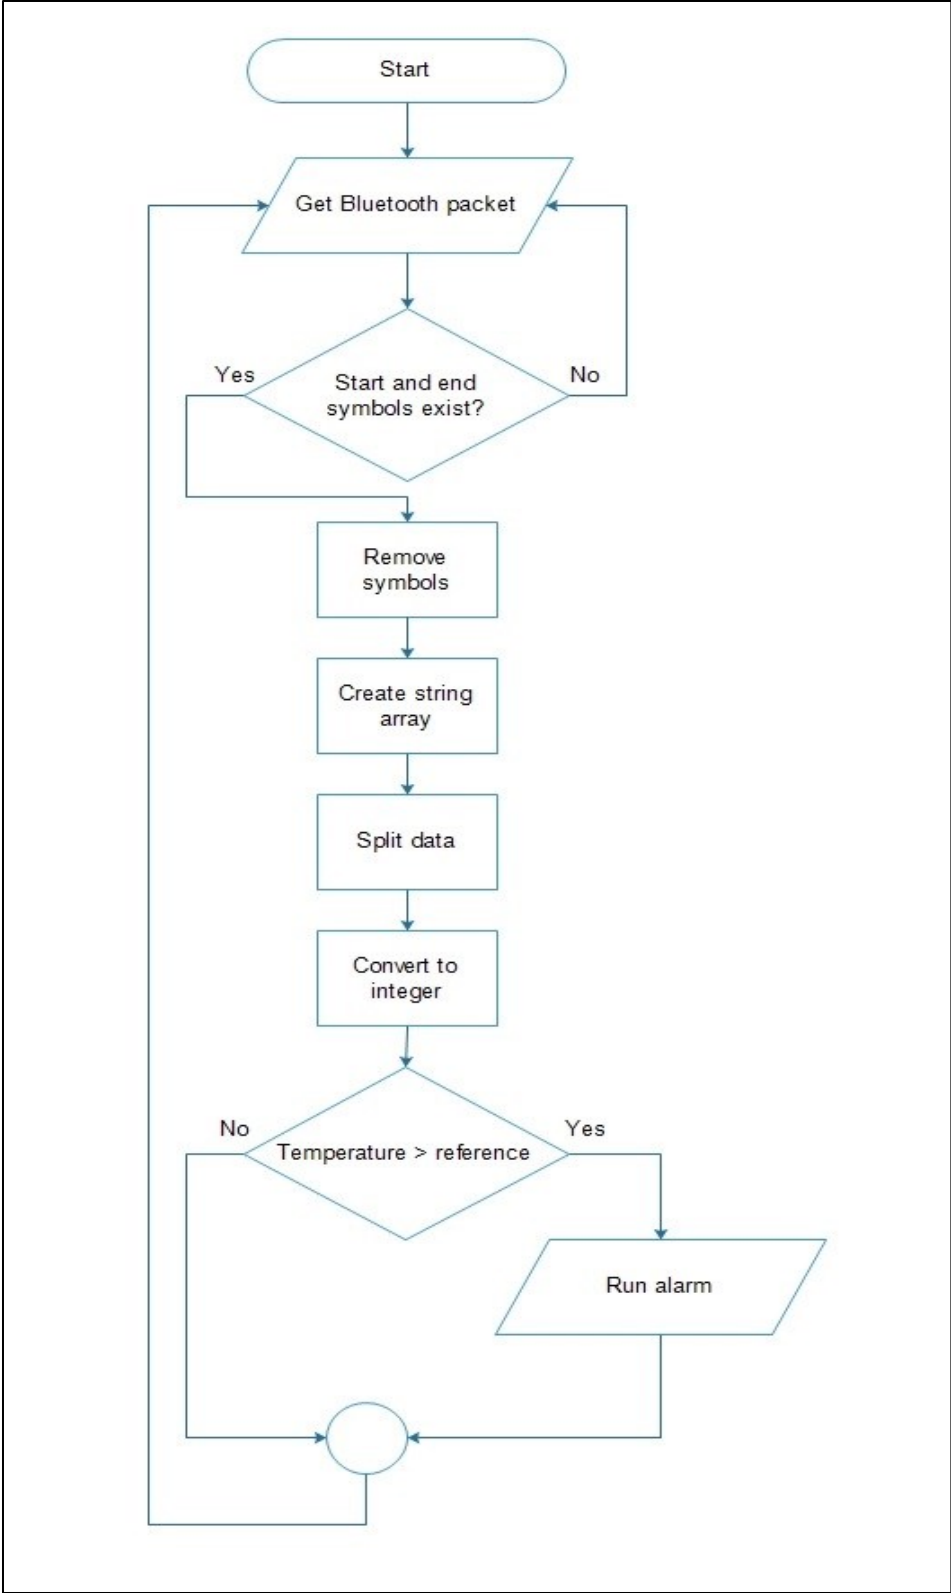 Start
Get Bluetooth packet
Yes
No
Start and end
symbols exist?
Remove
symbols
Create string
array
Split data
Convert to
integer
No
Yes
Temperature > reference
Run alarm